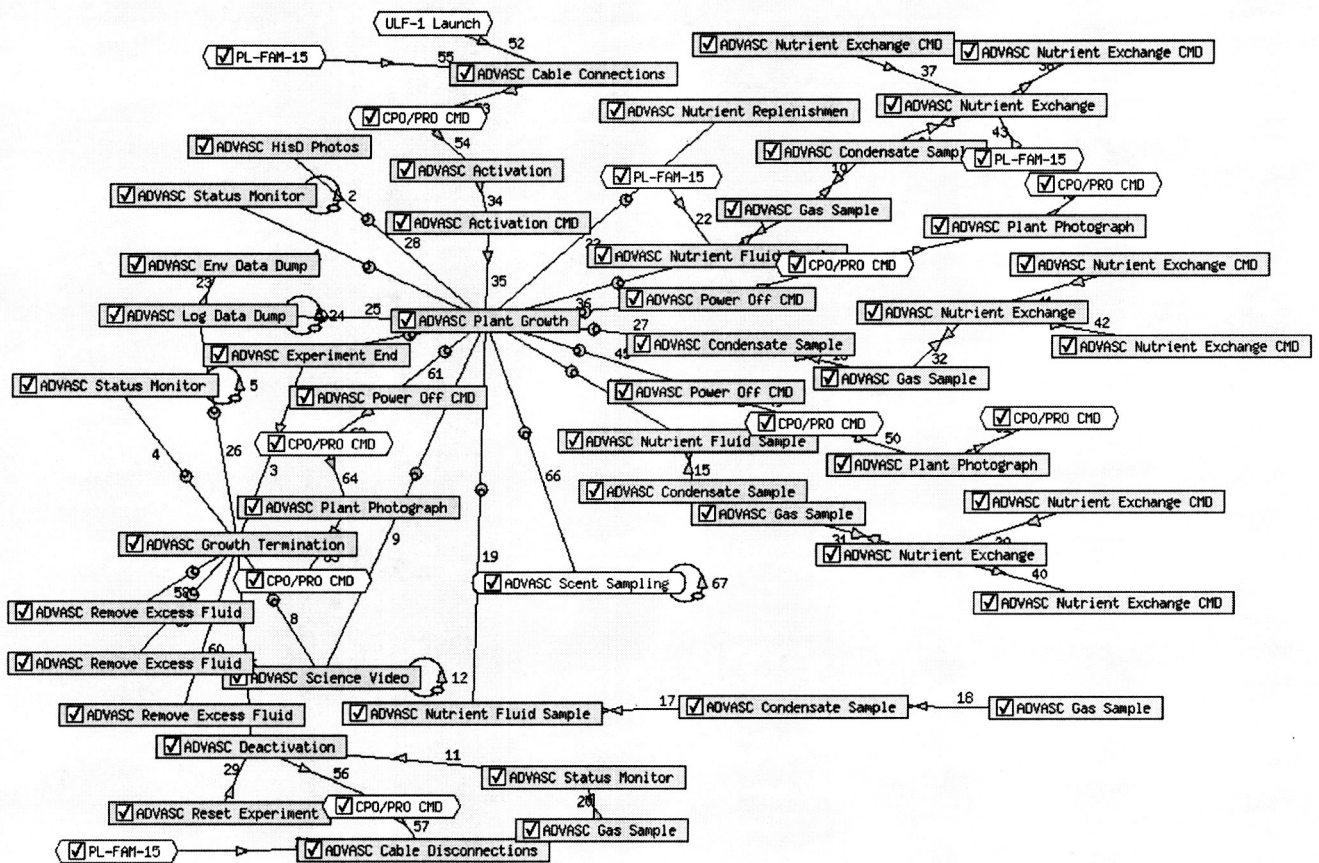 ULF-1 Launch
52
PL-FAM-15
55
ADVASC Cable Connections
ADVASC Nutrient Exchange CMD
ADVASC Nutrient Exchange CMD
37
CPO/PRO CMD
ADVASC Nutrient Replenishmen
ADVASC Nutrient Exchange
54
43
ADVASC HisD Photos
ADVASC Condensate Sampl
PL-FAM-15
ADVASC Activation
PL-FAM-15
CPO/PRO CMD
ADVASC Status Monitor
2
34
ADVASC Gas Sample
ADVASC Activation CMD
22
ADVASC Plant Photograph
28
ADVASC Nutrient Fluid
ADVASC Env Data Dump
CPO/PRO CMD
ADVASC Nutrient Exchange CMD
23
35
ADVASC Power Off CMD
36
ADVASC Log Data Dump
24
25
ADVASC Plant Growth
ADVASC Nutrient Exchange
27
42
ADVASC Condensate Sample
ADVASC Nutrient Exchange CMD
ADVASC Experiment End
32
ADVASC Gas Sample
ADVASC Status Monitor
5
61
ADVASC Power Off CMD
ADVASC Power Off CMD
CPO/PRO CMD
CPO/PRO CMD
26
CPO/PRO CMD
ADVASC Nutrient Fluid Sample
50
4
3
64
66
15
ADVASC Plant Photograph
ADVASC Condensate Sample
ADVASC Nutrient Exchange CMD
ADVASC Plant Photograph
ADVASC Gas Sample
9
31
ADVASC Growth Termination
19
ADVASC Nutrient Exchange
40
CPO/PRO CMD
ADVASC Scent Sampling
67
58
ADVASC Nutrient Exchange CMD
ADVASC Remove Excess Fluid
8
60
ADVASC Remove Excess Fluid
ADVASC Science Video
12
17
18
ADVASC Remove Excess Fluid
ADVASC Nutrient Fluid Sample
ADVASC Condensate Sample
ADVASC Gas Sample
ADVASC Deactivation
11
29
56
ADVASC Status Monitor
ADVASC Reset Experiment
CPO/PRO CMD
57
ADVASC Gas Sample
PL-FAM-15
ADVASC Cable Disconnections